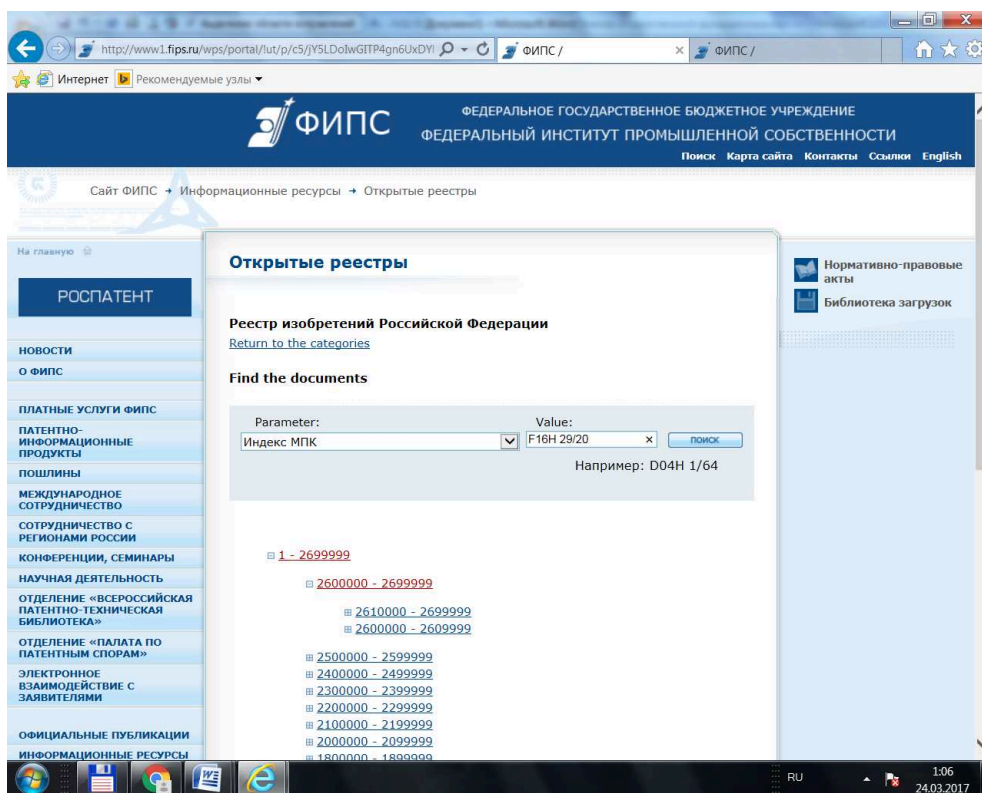 http://www1.fips.ru/wps/portal/lut/p/c5/jY5LDoIwGITP4gn6UxDYl
ФИПС /
ФИПС /
Интернет
Рекомендуемые узлы
ФИПС
ФЕДЕРАЛЬНОЕ ГОСУДАРСТВЕННОЕ БЮДЖЕТНОЕ УЧРЕЖДЕНИЕ
ФЕДЕРАЛЬНЫЙ ИНСТИТУТ ПРОМЫШЛЕННОЙ СОБСТВЕННОСТИ
Поиск Карта сайта Контакты Ссылки English
Сайт ФИПС → Информационные ресурсы → Открытые реестры
На главную
РОСПАТЕНТ
НОВОСТИ
О ФИПС
ПЛАТНЫЕ УСЛУГИ ФИПС
ПАТЕНТНО-
ИНФОРМАЦИОННЫЕ
ПРОДУКТЫ
ПОШЛИНЫ
МЕЖДУНАРОДНОЕ
СОТРУДНИЧЕСТВО
СОТРУДНИЧЕСТВО С
РЕГИОНАМИ РОССИИ
КОНФЕРЕНЦИИ, СЕМИНАРЫ
НАУЧНАЯ ДЕЯТЕЛЬНОСТЬ
ОТДЕЛЕНИЕ «ВСЕРОССИЙСКАЯ
ПАТЕНТНО-ТЕХНИЧЕСКАЯ
БИБЛИОТЕКА»
ОТДЕЛЕНИЕ «ПАЛАТА ПО
ПАТЕНТНЫМ СПОРАМ»
ЭЛЕКТРОННОЕ
ВЗАИМОДЕЙСТВИЕ С
ЗАЯВИТЕЛЯМИ
ОФИЦИАЛЬНЫЕ ПУБЛИКАЦИИ
ИНФОРМАЦИОННЫЕ РЕСУРСЫ
Открытые реестры
Реестр изобретений Российской Федерации
Return to the categories
Find the documents
Parameter: Value:
Индекс МПК F16H 29/20 поиск
Например: D04H 1/64
1 - 2699999
2600000 - 2699999
2610000 - 2699999
2600000 - 2609999
2500000 - 2599999
2400000 - 2499999
2300000 - 2399999
2200000 - 2299999
2100000 - 2199999
2000000 - 2099999
1800000 - 1899999
Нормативно-правовые
акты
Библиотека загрузок
RU
1:06
24.03.2017